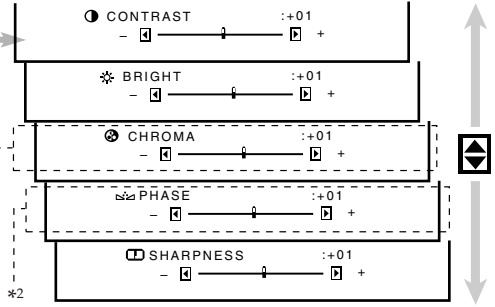 CONTRAST :+01
– +
BRIGHT :+01
– +
CHROMA :+01
– +
PHASE :+01
– +
SHARPNESS :+01
– +
*2